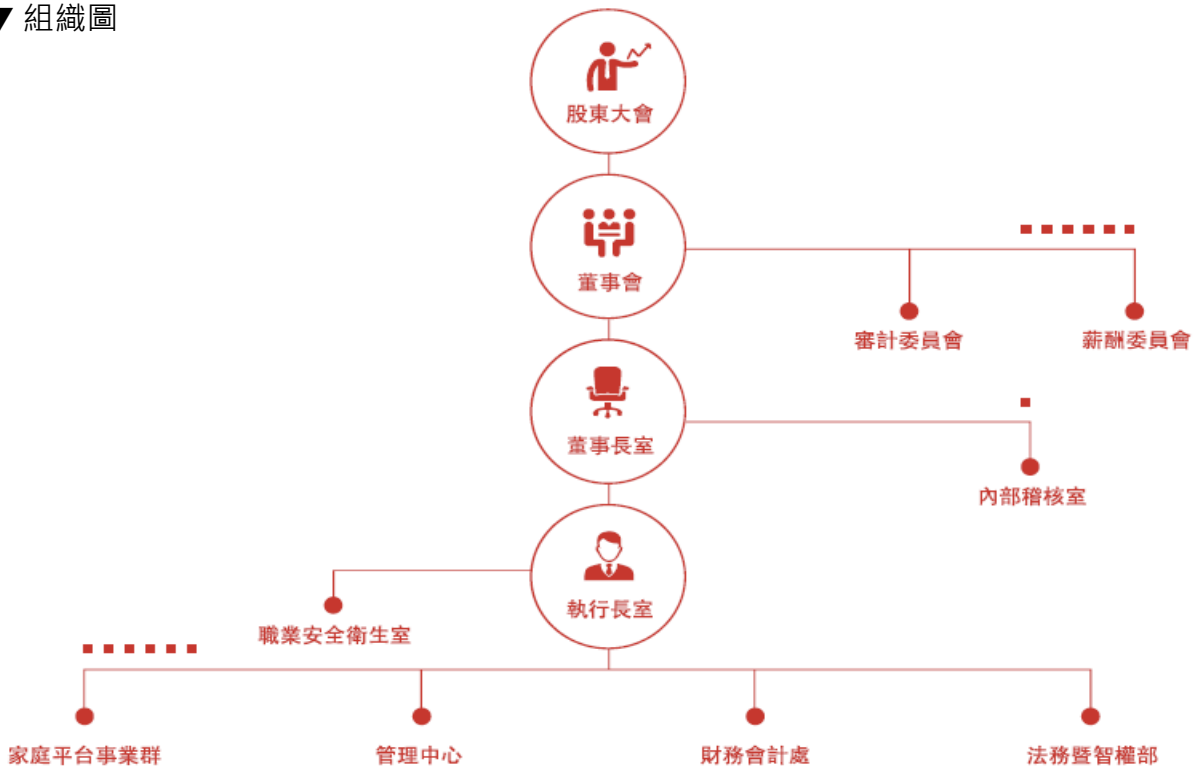 ▼ 組織圖
股東大會
董事會
審計委員會
薪酬委員會
董事長室
內部稽核室
執行長室
職業安全衛生室
家庭平台事業群
管理中心
財務會計處
法務暨智權部